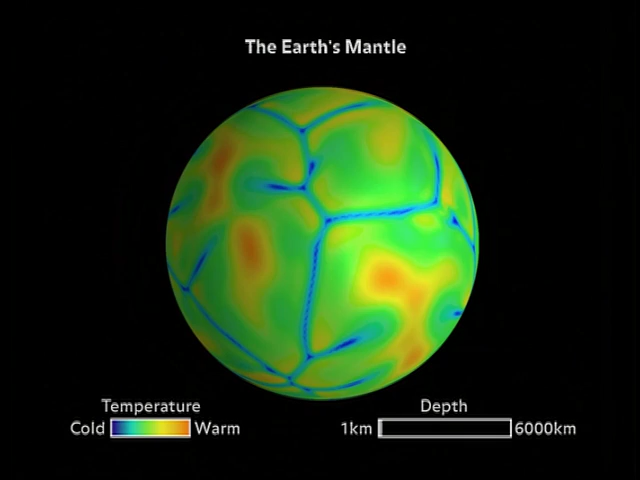 The Earth's Mantle
Temperature
Cold Warm
Depth
1km 6000km